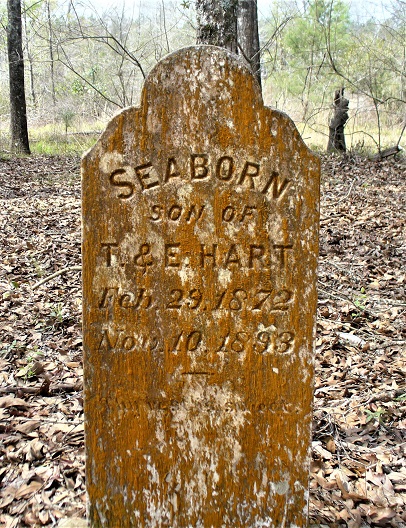 SEABORN
SON OF
T. & E. HART
Feb. 29, 1872
Nov. 10, 1893